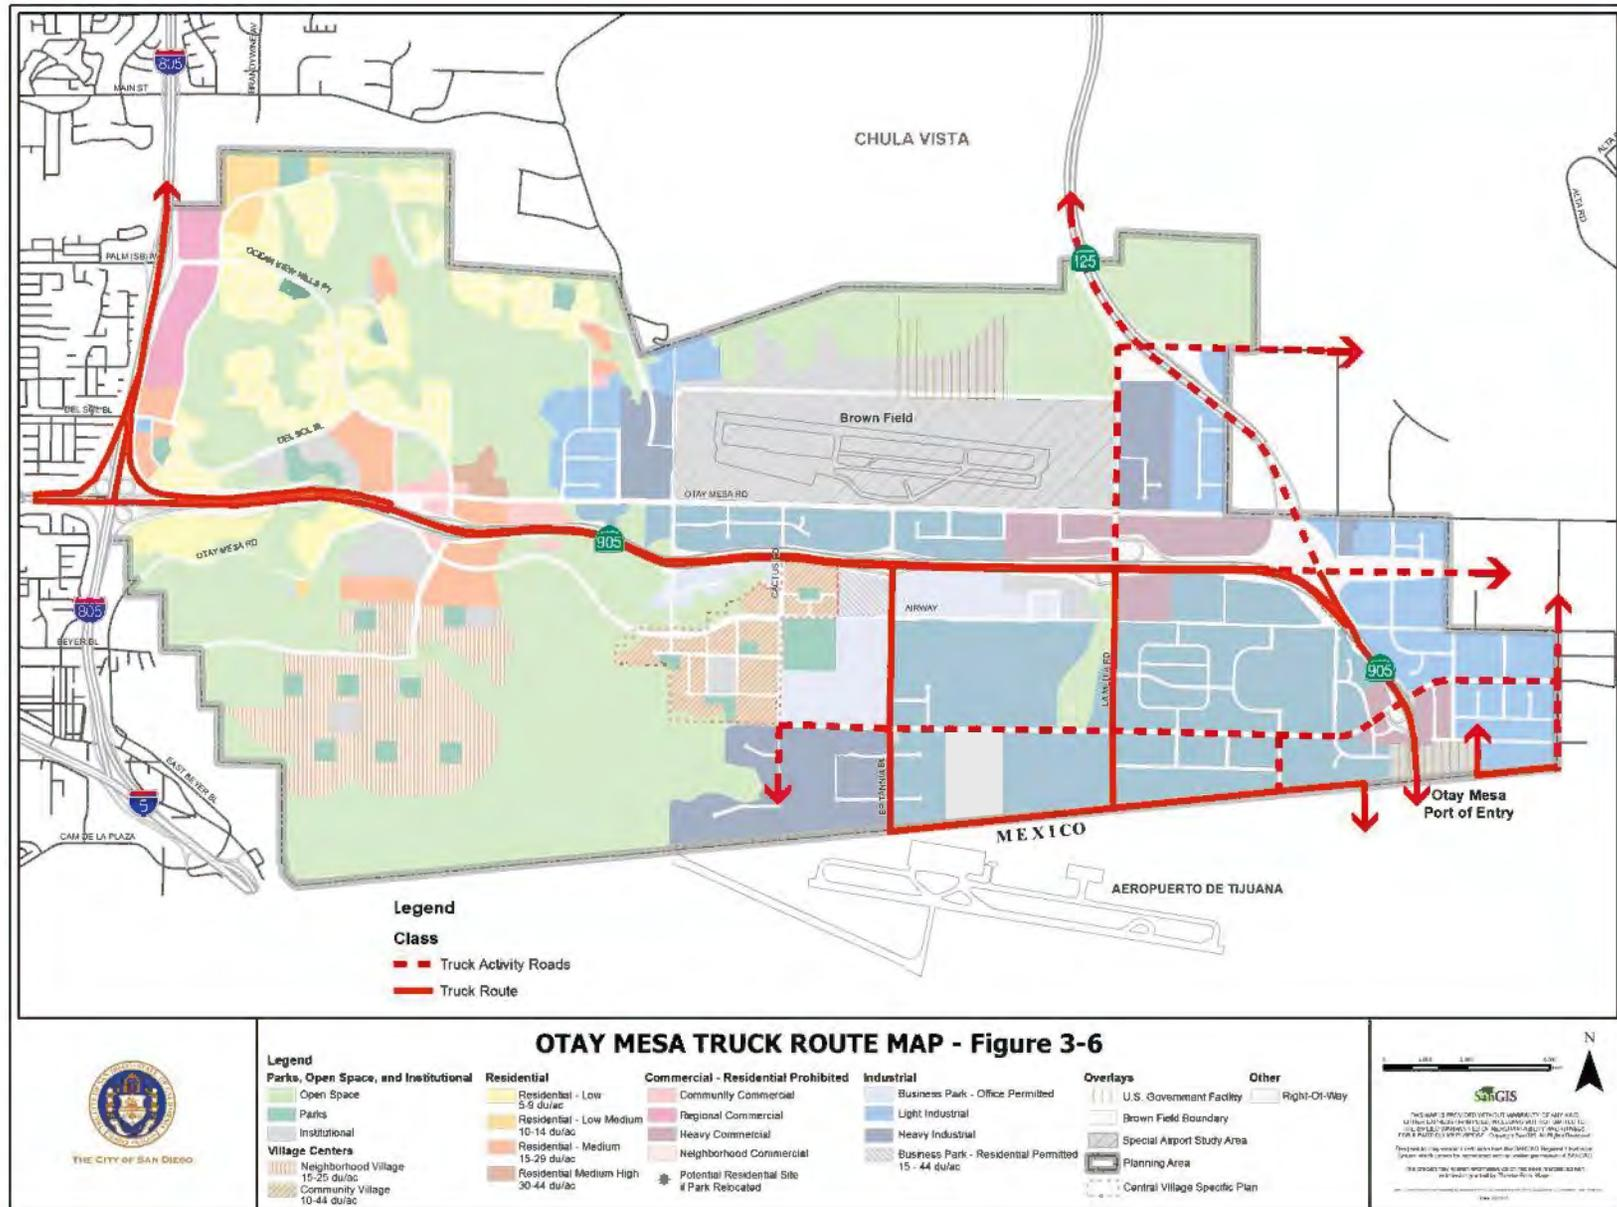 805
MAIN ST
BRANDYWINE AV
CHULA VISTA
ALTA RD
PALM (SB) AV
OCEAN VIEW HILLS PY
125
DEL SOL BL
DEL SOL BL
Brown Field
OTAY MESA RD
905
OTAY MESA RD
CACTUS RD
805
AIRWAY
BEYER BL
LA MEDIA RD
905
EAST BEYER BL
5
BRITANNIA BL
CAM DE LA PLAZA
MEXICO
Otay Mesa
Port of Entry
AEROPUERTO DE TIJUANA
Legend
Class
Truck Activity Roads
Truck Route
THE CITY OF SAN DIEGO
OTAY MESA TRUCK ROUTE MAP - Figure 3-6
Legend
Parks, Open Space, and Institutional
Open Space
Parks
Institutional
Village Centers
Neighborhood Village
15-25 du/ac
Community Village
10-44 du/ac
Residential
Residential - Low
5-9 du/ac
Residential - Low Medium
10-14 du/ac
Residential - Medium
15-29 du/ac
Residential Medium High
30-44 du/ac
Commercial - Residential Prohibited
Community Commercial
Regional Commercial
Heavy Commercial
Neighborhood Commercial
Potential Residential Site
if Park Relocated
Industrial
Business Park - Office Permitted
Light Industrial
Heavy Industrial
Business Park - Residential Permitted
15 - 44 du/ac
Overlays
U.S. Government Facility
Brown Field Boundary
Special Airport Study Area
Planning Area
Central Village Specific Plan
Other
Right-Of-Way
N
SanGIS